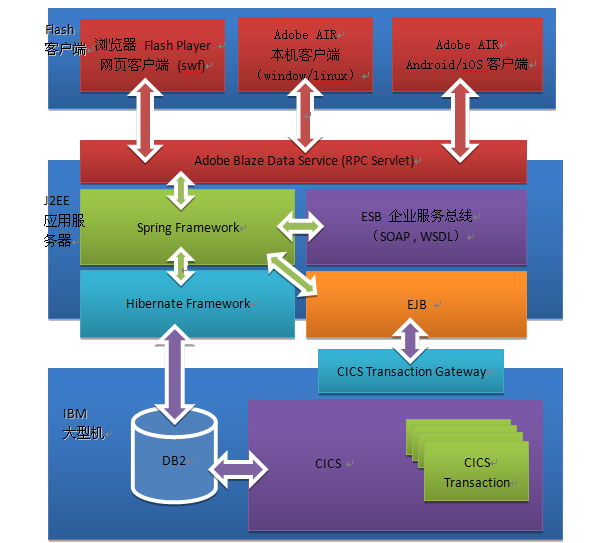 Flash
客户端
浏览器 Flash Player
网页客户端 (swf)
Adobe AIR
本机客户端
（window/linux）
Adobe AIR
Android/iOS 客户端
Adobe Blaze Data Service (RPC Servlet)
J2EE
应用服
务器
Spring Framework
ESB 企业服务总线
（SOAP , WSDL）
Hibernate Framework
EJB
CICS Transaction Gateway
IBM
大型机
DB2
CICS
CICS
Transaction